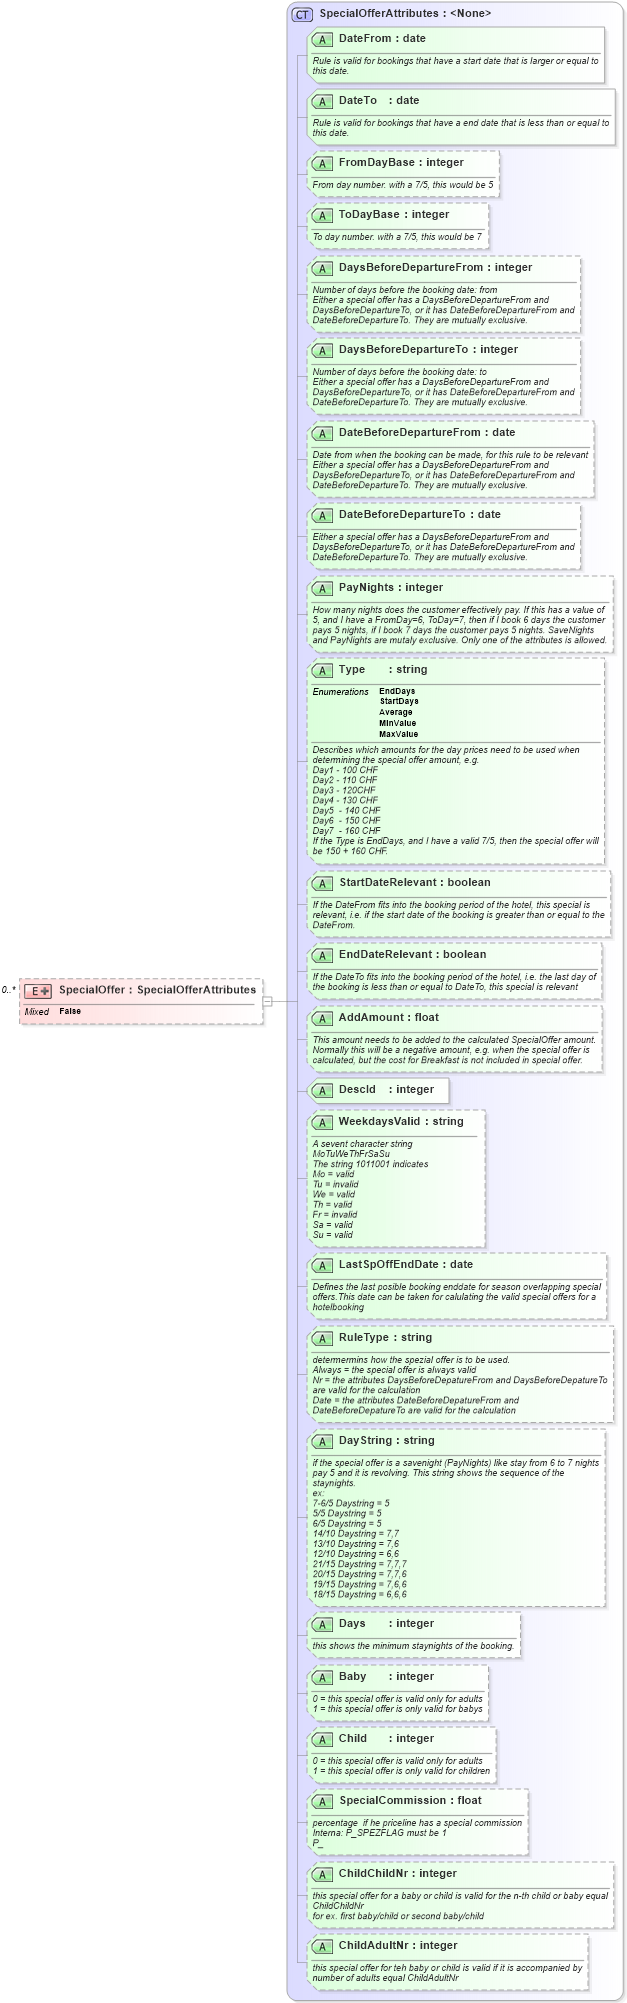 CT SpecialOfferAttributes : <None>
A DateFrom : date
Rule is valid for bookings that have a start date that is larger or equal to
this date.
A DateTo : date
Rule is valid for bookings that have a end date that is less than or equal to
this date.
A FromDayBase : integer
From day number. with a 7/5, this would be 5
A ToDayBase : integer
To day number. with a 7/5, this would be 7
A DaysBeforeDepartureFrom : integer
Number of days before the booking date: from
Either a special offer has a DaysBeforeDepartureFrom and
DaysBeforeDepartureTo, or it has DateBeforeDepartureFrom and
DateBeforeDepartureTo. They are mutually exclusive.
A DaysBeforeDepartureTo : integer
Number of days before the booking date: to
Either a special offer has a DaysBeforeDepartureFrom and
DaysBeforeDepartureTo, or it has DateBeforeDepartureFrom and
DateBeforeDepartureTo. They are mutually exclusive.
A DateBeforeDepartureFrom : date
Date from when the booking can be made, for this rule to be relevant
Either a special offer has a DaysBeforeDepartureFrom and
DaysBeforeDepartureTo, or it has DateBeforeDepartureFrom and
DateBeforeDepartureTo. They are mutually exclusive.
A DateBeforeDepartureTo : date
Either a special offer has a DaysBeforeDepartureFrom and
DaysBeforeDepartureTo, or it has DateBeforeDepartureFrom and
DateBeforeDepartureTo. They are mutually exclusive.
A PayNights : integer
How many nights does the customer effectively pay. If this has a value of
5, and I have a FromDay=6, ToDay=7, then if I book 6 days the customer
pays 5 nights, if I book 7 days the customer pays 5 nights. SaveNights
and PayNights are mutaly exclusive. Only one of the attributes is allowed.
A Type : string
Enumerations EndDays
StartDays
Average
MinValue
MaxValue
Describes which amounts for the day prices need to be used when
determining the special offer amount, e.g.
Day1 - 100 CHF
Day2 - 110 CHF
Day3 - 120CHF
Day4 - 130 CHF
Day5 - 140 CHF
Day6 - 150 CHF
Day7 - 160 CHF
If the Type is EndDays, and I have a valid 7/5, then the special offer will
be 150 + 160 CHF.
A StartDateRelevant : boolean
If the DateFrom fits into the booking period of the hotel, this special is
relevant, i.e. if the start date of the booking is greater than or equal to the
DateFrom.
A EndDateRelevant : boolean
If the DateTo fits into the booking period of the hotel, i.e. the last day of
the booking is less than or equal to DateTo, this special is relevant
0..* E SpecialOffer : SpecialOfferAttributes
Mixed False
A AddAmount : float
This amount needs to be added to the calculated SpecialOffer amount.
Normally this will be a negative amount, e.g. when the special offer is
calculated, but the cost for Breakfast is not included in special offer.
A DescId : integer
A WeekdaysValid : string
A sevent character string
MoTuWeThFrSaSu
The string 1011001 indicates
Mo = valid
Tu = invalid
We = valid
Th = valid
Fr = invalid
Sa = valid
Su = valid
A LastSpOffEndDate : date
Defines the last posible booking enddate for season overlapping special
offers.This date can be taken for calulating the valid special offers for a
hotelbooking
A RuleType : string
determermins how the spezial offer is to be used.
Always = the special offer is always valid
Nr = the attributes DaysBeforeDepatureFrom and DaysBeforeDepatureTo
are valid for the calculation
Date = the attributes DateBeforeDepatureFrom and
DateBeforeDepatureTo are valid for the calculation
A DayString : string
if the special offer is a savenight (PayNights) like stay from 6 to 7 nights
pay 5 and it is revolving. This string shows the sequence of the
staynights.
ex:
7-6/5 Daystring = 5
5/5 Daystring = 5
6/5 Daystring = 5
14/10 Daystring = 7,7
13/10 Daystring = 7,6
12/10 Daystring = 6,6
21/15 Daystring = 7,7,7
20/15 Daystring = 7,7,6
19/15 Daystring = 7,6,6
18/15 Daystring = 6,6,6
A Days : integer
this shows the minimum staynights of the booking.
A Baby : integer
0 = this special offer is valid only for adults
1 = this special offer is only valid for babys
A Child : integer
0 = this special offer is valid only for adults
1 = this special offer is only valid for children
A SpecialCommission : float
percentage if he priceline has a special commission
Interna: P_SPEZFLAG must be 1
P_
A ChildChildNr : integer
this special offer for a baby or child is valid for the n-th child or baby equal
ChildChildNr
for ex. first baby/child or second baby/child
A ChildAdultNr : integer
this special offer for teh baby or child is valid if it is accompanied by
number of adults equal ChildAdultNr